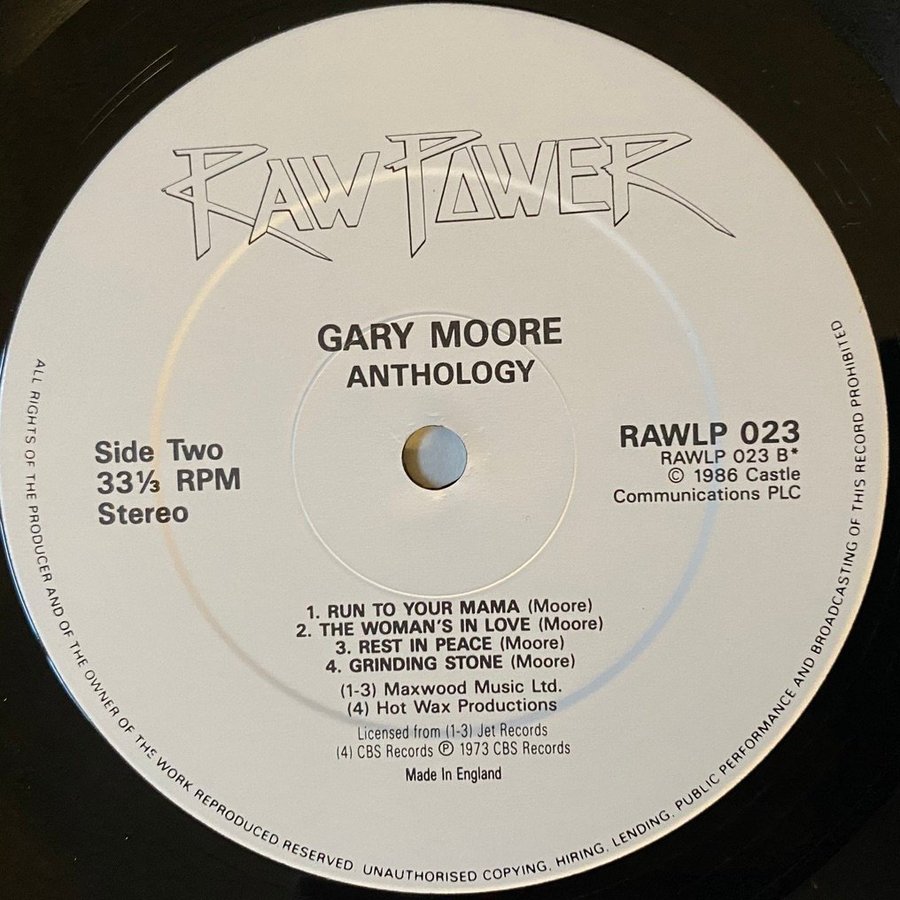 RAW POWER
GARY MOORE
ANTHOLOGY
Side Two
33⅓ RPM
Stereo
RAWLP 023
RAWLP 023 B*
© 1986 Castle
Communications PLC
1. RUN TO YOUR MAMA (Moore)
2. THE WOMAN'S IN LOVE (Moore)
3. REST IN PEACE (Moore)
4. GRINDING STONE (Moore)
(1-3) Maxwood Music Ltd.
(4) Hot Wax Productions
Licensed from (1-3) Jet Records
(4) CBS Records ℗ 1973 CBS Records
Made In England
ALL RIGHTS OF THE PRODUCER AND OF THE OWNER OF THE WORK REPRODUCED RESERVED. UNAUTHORISED COPYING, HIRING, LENDING, PUBLIC PERFORMANCE AND BROADCASTING OF THIS RECORD PROHIBITED